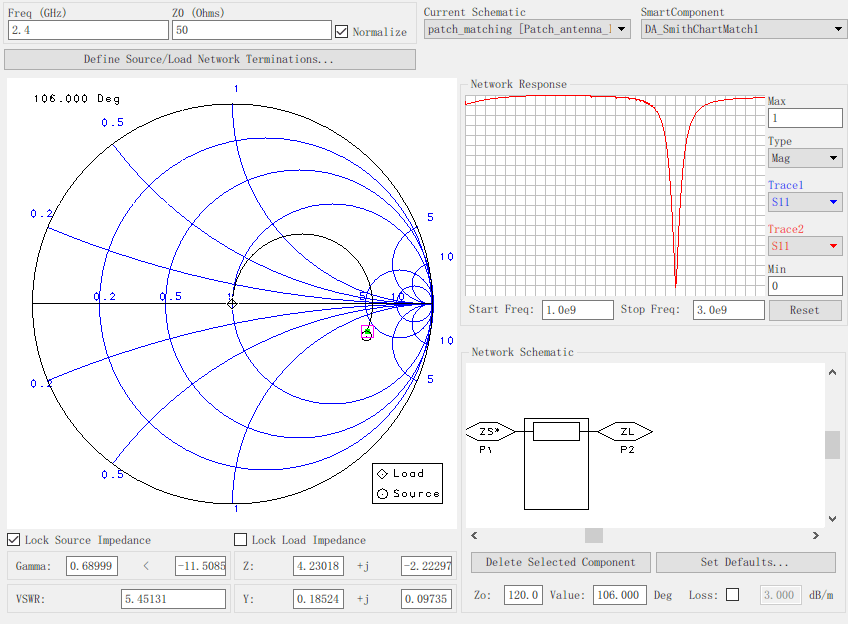 Freq (GHz)
Z0 (Ohms)
Current Schematic
SmartComponent
2.4
50
Normalize
patch_matching [Patch_antenna_l
DA_SmithChartMatch1
Define Source/Load Network Terminations...
106.000 Deg
1
0.5
0.2
5
10
0.2
0.5
1
5
10
10
0.2
5
0.5
1
Load
Source
Network Response
Max
1
Type
Mag
Trace1
S11
Trace2
S11
Min
0
Start Freq:
1.0e9
Stop Freq:
3.0e9
Reset
Network Schematic
ZS*
ZL
P1
P2
Delete Selected Component
Set Defaults...
Zo:
120.0
Value:
106.000
Deg
Loss:
3.000
dB/m
Lock Source Impedance
Lock Load Impedance
Gamma:
0.68999
<
-11.5085
Z:
4.23018
+j
-2.22297
VSWR:
5.45131
Y:
0.18524
+j
0.09735